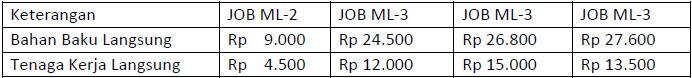 Keterangan JOB ML-2 JOB ML-3 JOB ML-3 JOB ML-3
Bahan Baku Langsung Rp 9.000 Rp 24.500 Rp 26.800 Rp 27.600
Tenaga Kerja Langsung Rp 4.500 Rp 12.000 Rp 15.000 Rp 13.500